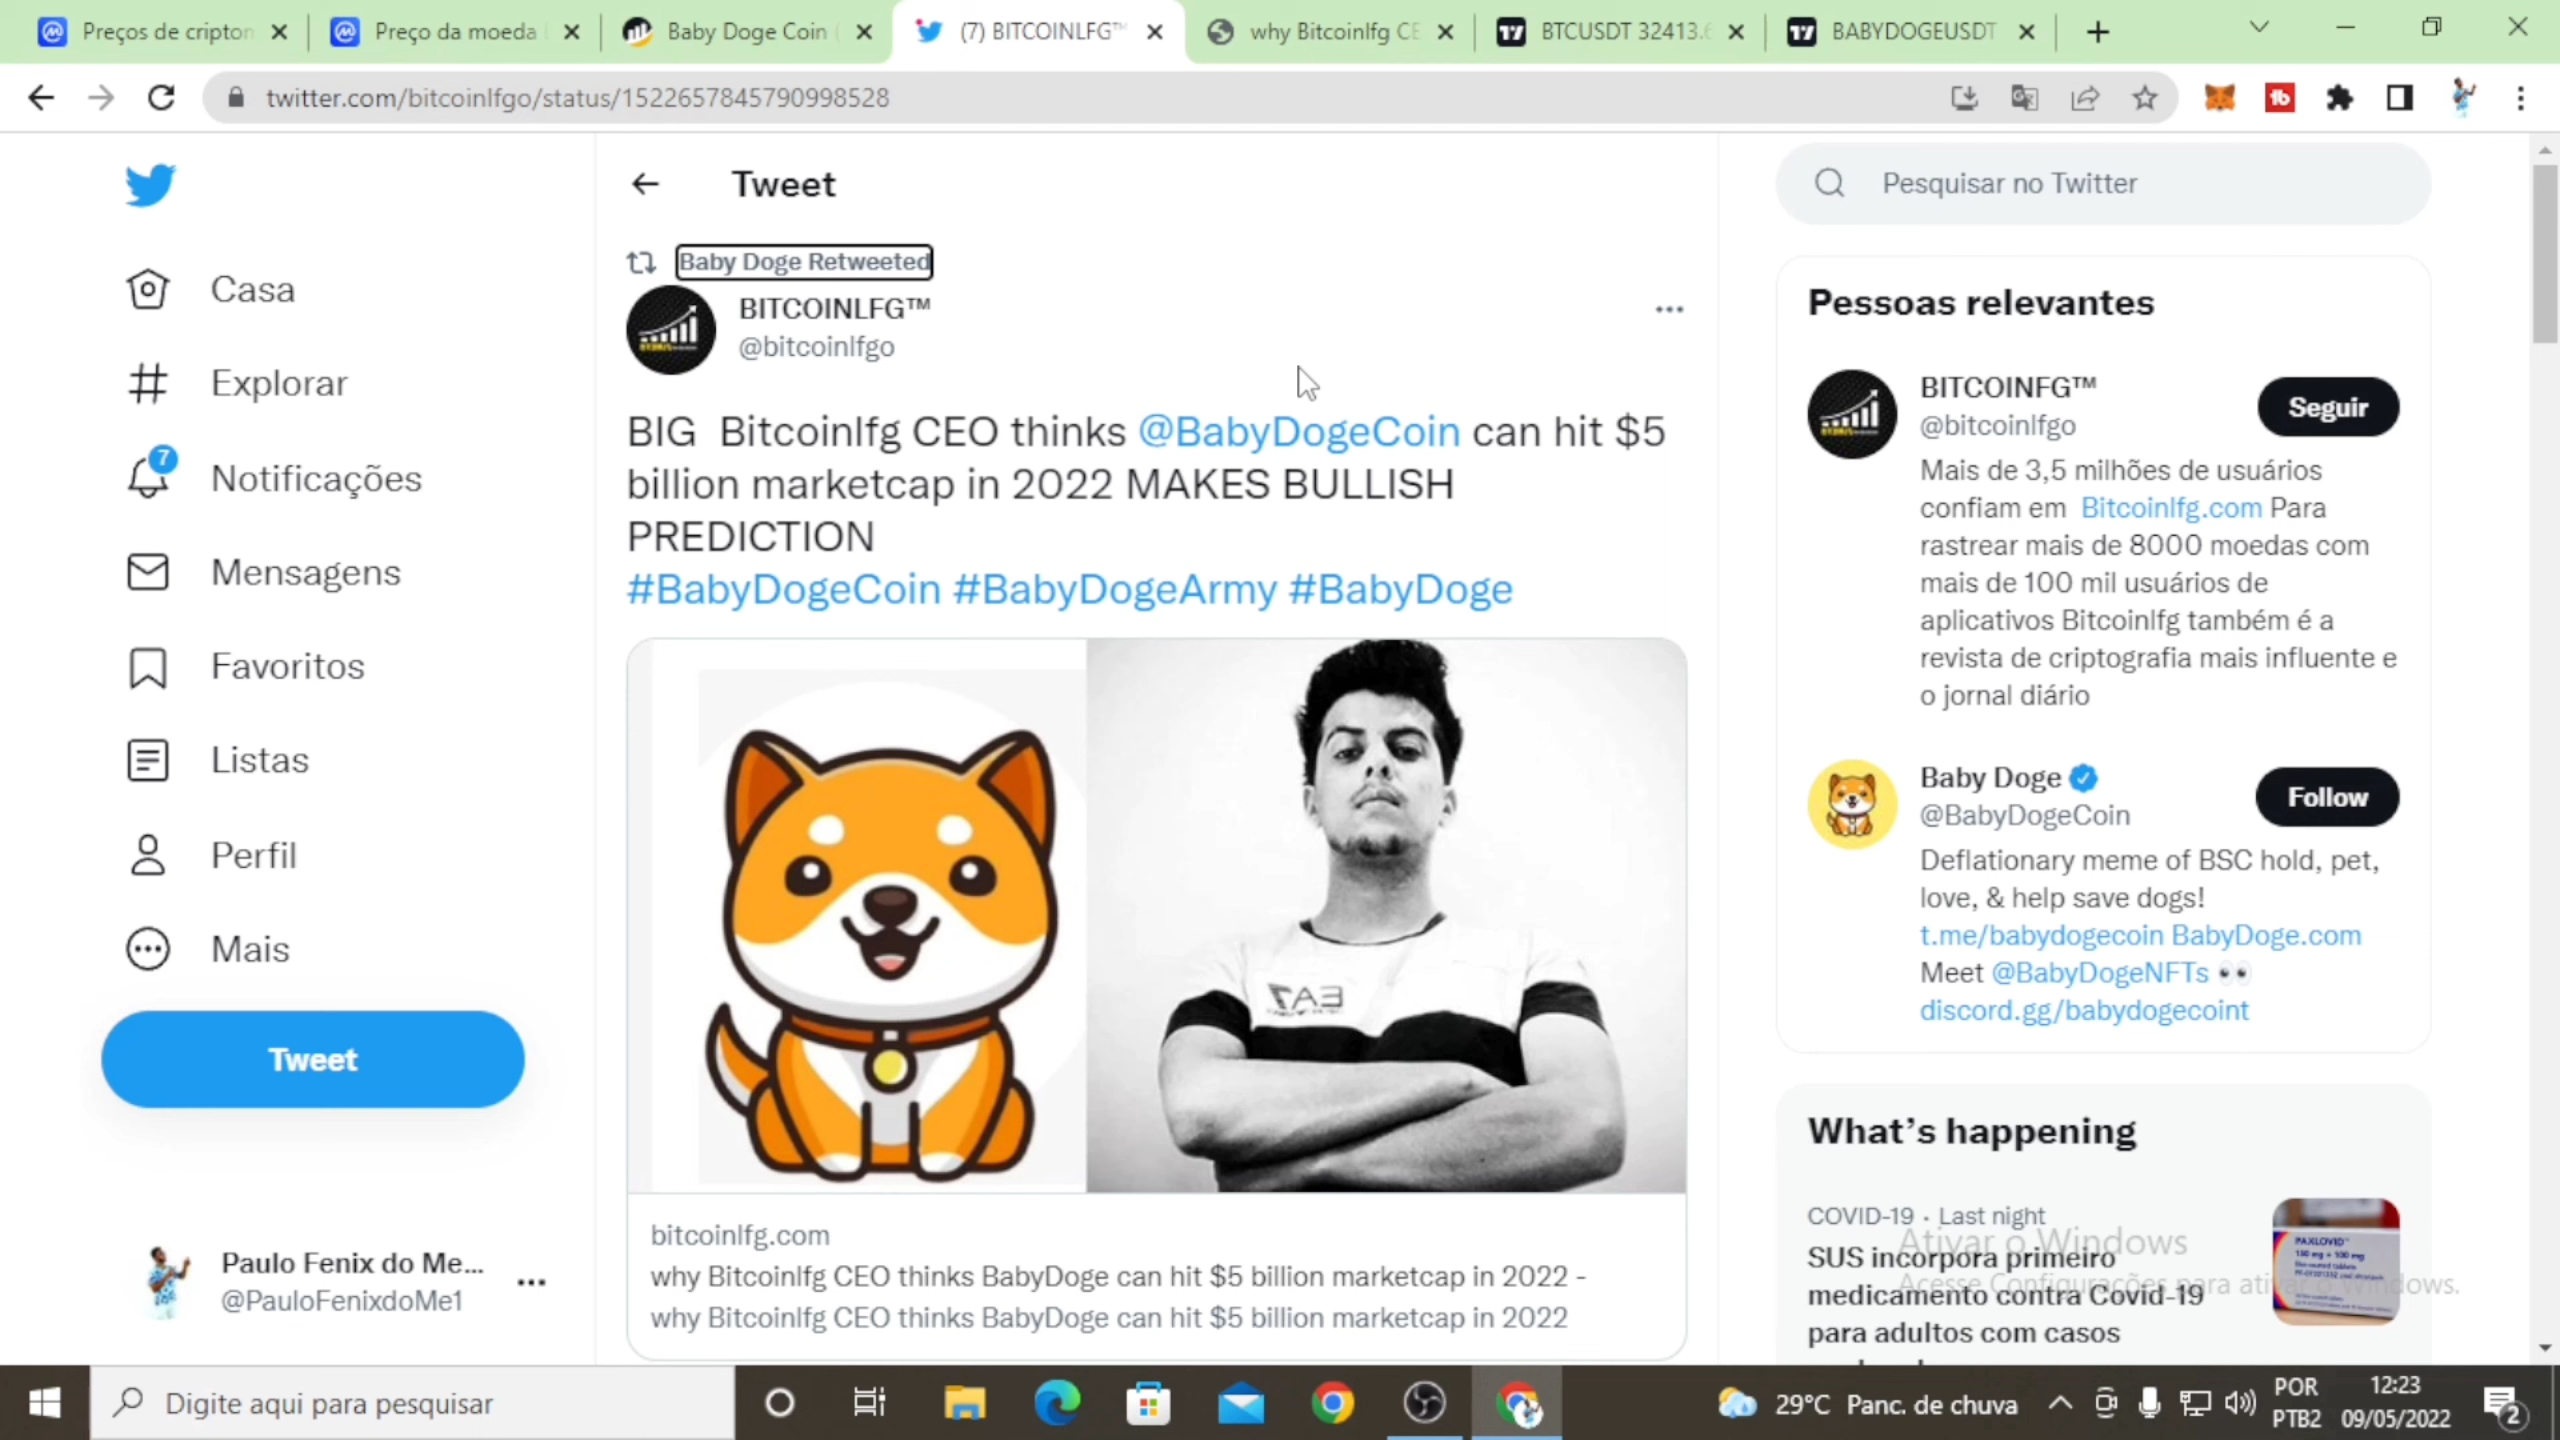 Preços de cripton
Preço da moeda
Baby Doge Coin
(7) BITCOINLFG™
why Bitcoinlfg CE
BTCUSDT 32413.6
BABYDOGEUSDT
twitter.com/bitcoinlfgo/status/1522657845790998528
Casa
Explorar
7
Notificações
Mensagens
Favoritos
Listas
Perfil
Mais
Tweet
Paulo Fenix do Me...
@PauloFenixdoMe1
Tweet
Baby Doge Retweeted
BITCOINLFG™
@bitcoinlfgo
BIG Bitcoinlfg CEO thinks @BabyDogeCoin can hit $5
billion marketcap in 2022 MAKES BULLISH
PREDICTION
#BabyDogeCoin #BabyDogeArmy #BabyDoge
bitcoinlfg.com
why Bitcoinlfg CEO thinks BabyDoge can hit $5 billion marketcap in 2022 -
why Bitcoinlfg CEO thinks BabyDoge can hit $5 billion marketcap in 2022
Pesquisar no Twitter
Pessoas relevantes
BITCOINFG™
@bitcoinlfgo
Seguir
Mais de 3,5 milhões de usuários
confiam em Bitcoinlfg.com Para
rastrear mais de 8000 moedas com
mais de 100 mil usuários de
aplicativos Bitcoinlfg também é a
revista de criptografia mais influente e
o jornal diário
Baby Doge
@BabyDogeCoin
Follow
Deflationary meme of BSC hold, pet,
love, & help save dogs!
t.me/babydogecoin BabyDoge.com
Meet @BabyDogeNFTs 👀
discord.gg/babydogecoint
What's happening
COVID-19 · Last night
SUS incorpora primeiro
medicamento contra Covid-19
para adultos com casos
PAXLOVID
Ativar o Windows
Acesse Configurações para ativar o Windows.
Digite aqui para pesquisar
29°C Panc. de chuva
POR
PTB2
12:23
09/05/2022
2